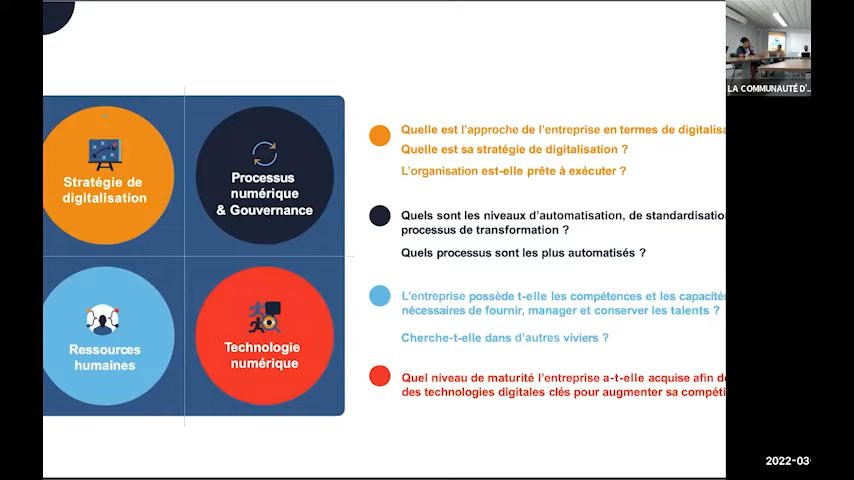 Stratégie de
digitalisation
Processus
numérique
& Gouvernance
Ressources
humaines
Technologie
numérique
Quelle est l'approche de l'entreprise en termes de digitalisa
Quelle est sa stratégie de digitalisation ?
L'organisation est-elle prête à exécuter ?
Quels sont les niveaux d'automatisation, de standardisatio
processus de transformation ?
Quels processus sont les plus automatisés ?
L'entreprise possède t-elle les compétences et les capacité
nécessaires de fournir, manager et conserver les talents ?
Cherche-t-elle dans d'autres viviers ?
Quel niveau de maturité l'entreprise a-t-elle acquise afin d
des technologies digitales clés pour augmenter sa compéti
LA COMMUNAUTÉ D'...
2022-03-